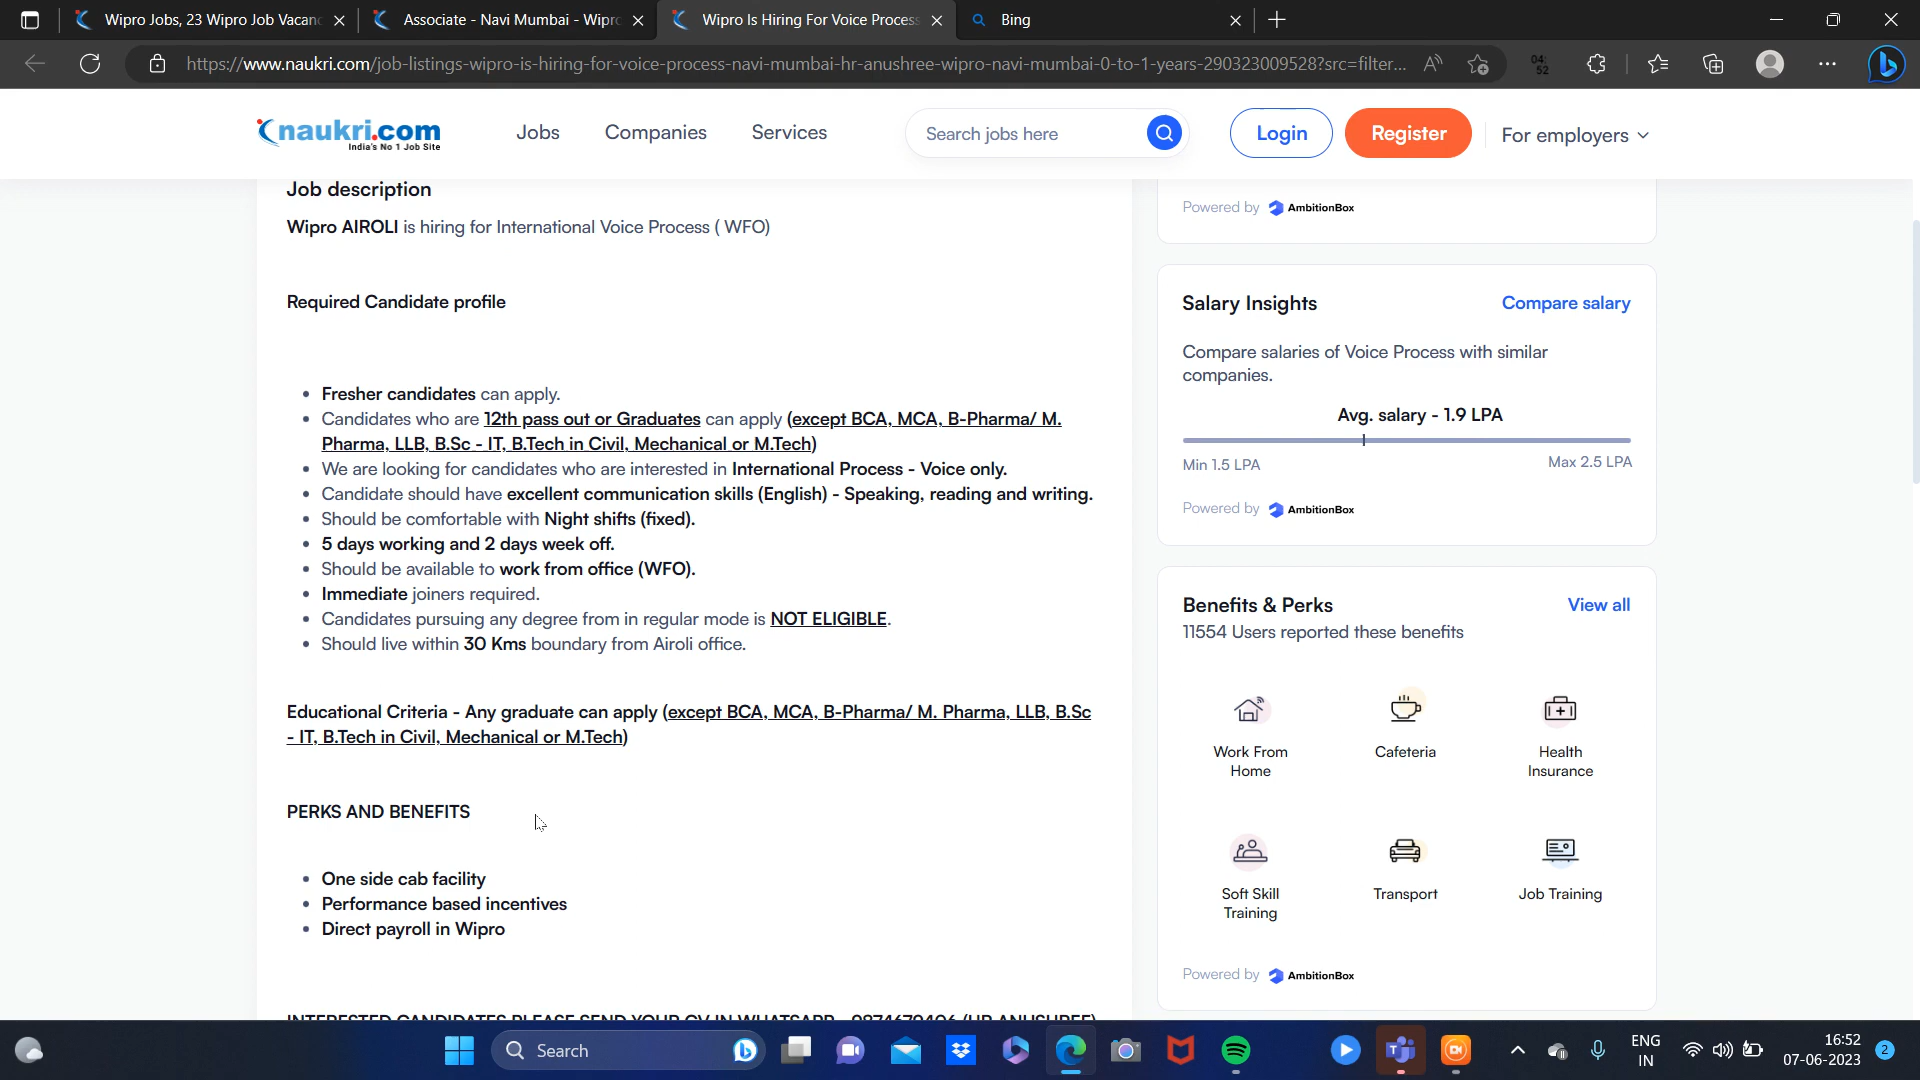 Wipro Jobs, 23 Wipro Job Vacanc
Associate - Navi Mumbai - Wipro
Wipro Is Hiring For Voice Process
Bing
https://www.naukri.com/job-listings-wipro-is-hiring-for-voice-process-navi-mumbai-hr-anushree-wipro-navi-mumbai-0-to-1-years-290323009528?src=filter...
04:
52
naukri.com
India's No 1 Job Site
Jobs
Companies
Services
Search jobs here
Login
Register
For employers
Job description
Wipro AIROLI is hiring for International Voice Process ( WFO)
Required Candidate profile
• Fresher candidates can apply.
• Candidates who are 12th pass out or Graduates can apply (except BCA, MCA, B-Pharma/ M.
Pharma, LLB, B.Sc - IT, B.Tech in Civil, Mechanical or M.Tech)
• We are looking for candidates who are interested in International Process - Voice only.
• Candidate should have excellent communication skills (English) - Speaking, reading and writing.
• Should be comfortable with Night shifts (fixed).
• 5 days working and 2 days week off.
• Should be available to work from office (WFO).
• Immediate joiners required.
• Candidates pursuing any degree from in regular mode is NOT ELIGIBLE.
• Should live within 30 Kms boundary from Airoli office.
Educational Criteria - Any graduate can apply (except BCA, MCA, B-Pharma/ M. Pharma, LLB, B.Sc
- IT, B.Tech in Civil, Mechanical or M.Tech)
PERKS AND BENEFITS
• One side cab facility
• Performance based incentives
• Direct payroll in Wipro
INTERESTED CANDIDATES PLEASE SEND YOUR CV IN WHATSAPP
Powered by AmbitionBox
Salary Insights
Compare salary
Compare salaries of Voice Process with similar
companies.
Avg. salary - 1.9 LPA
Min 1.5 LPA
Max 2.5 LPA
Powered by AmbitionBox
Benefits & Perks
View all
11554 Users reported these benefits
Work From
Home
Cafeteria
Health
Insurance
Soft Skill
Training
Transport
Job Training
Powered by AmbitionBox
Search
ENG
IN
16:52
07-06-2023
2